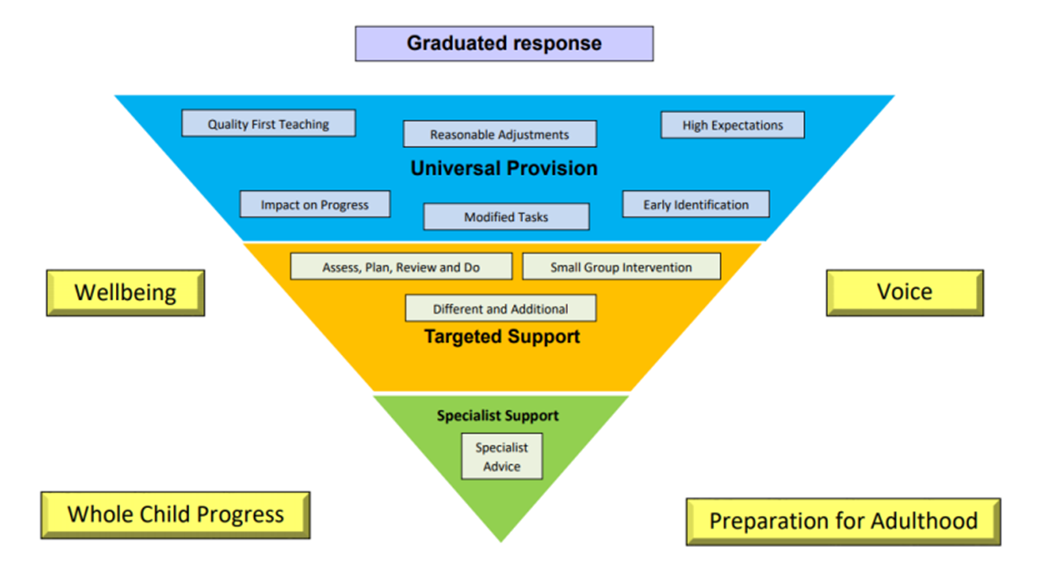 Graduated response
Quality First Teaching
Reasonable Adjustments
High Expectations
Universal Provision
Impact on Progress
Modified Tasks
Early Identification
Assess, Plan, Review and Do
Small Group Intervention
Different and Additional
Targeted Support
Wellbeing
Voice
Specialist Support
Specialist
Advice
Whole Child Progress
Preparation for Adulthood